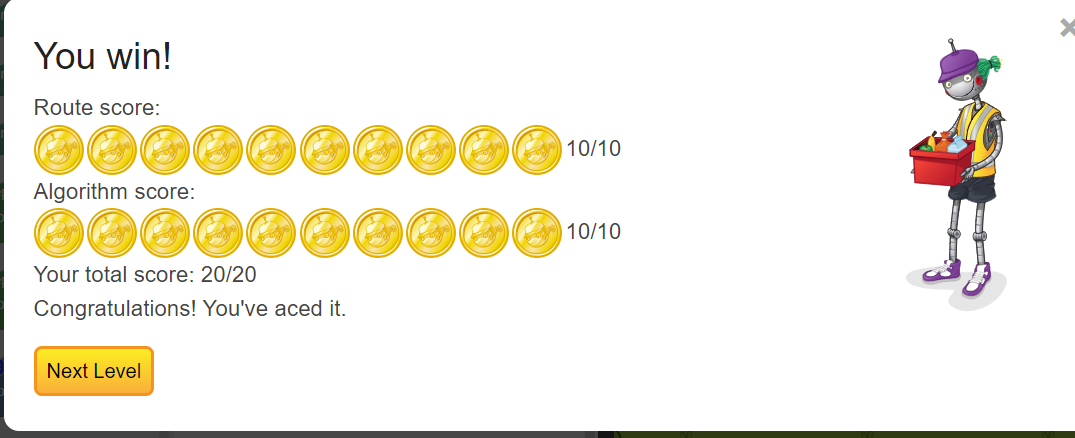 You win!
Route score:
10/10
Algorithm score:
10/10
Your total score: 20/20
Congratulations! You've aced it.
Next Level